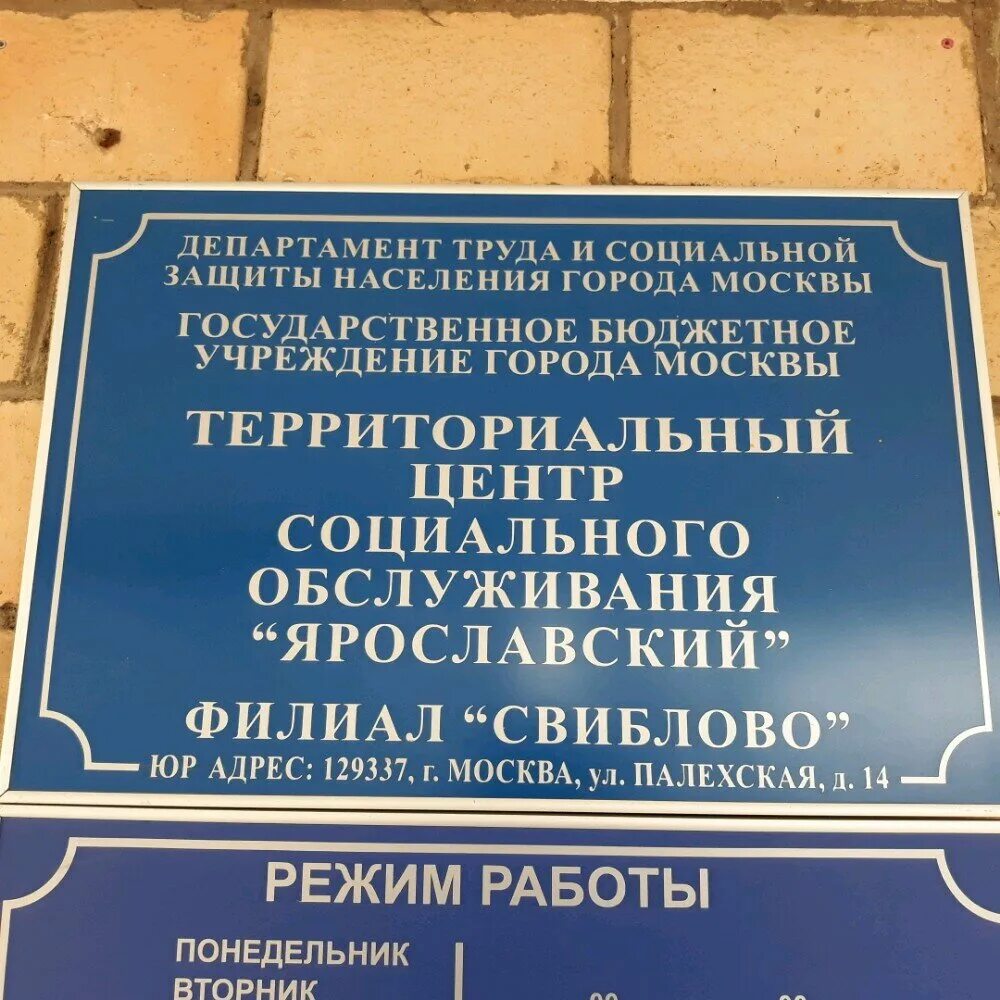 ДЕПАРТАМЕНТ ТРУДА И СОЦИАЛЬНОЙ
ЗАЩИТЫ НАСЕЛЕНИЯ ГОРОДА МОСКВЫ
ГОСУДАРСТВЕННОЕ БЮДЖЕТНОЕ
УЧРЕЖДЕНИЕ ГОРОДА МОСКВЫ
ТЕРРИТОРИАЛЬНЫЙ
ЦЕНТР
СОЦИАЛЬНОГО
ОБСЛУЖИВАНИЯ
“ЯРОСЛАВСКИЙ”
ФИЛИАЛ “СВИБЛОВО”
ЮР АДРЕС: 129337, г. МОСКВА, ул. ПАЛЕХСКАЯ, д. 14
РЕЖИМ РАБОТЫ
ПОНЕДЕЛЬНИК
ВТОРНИК